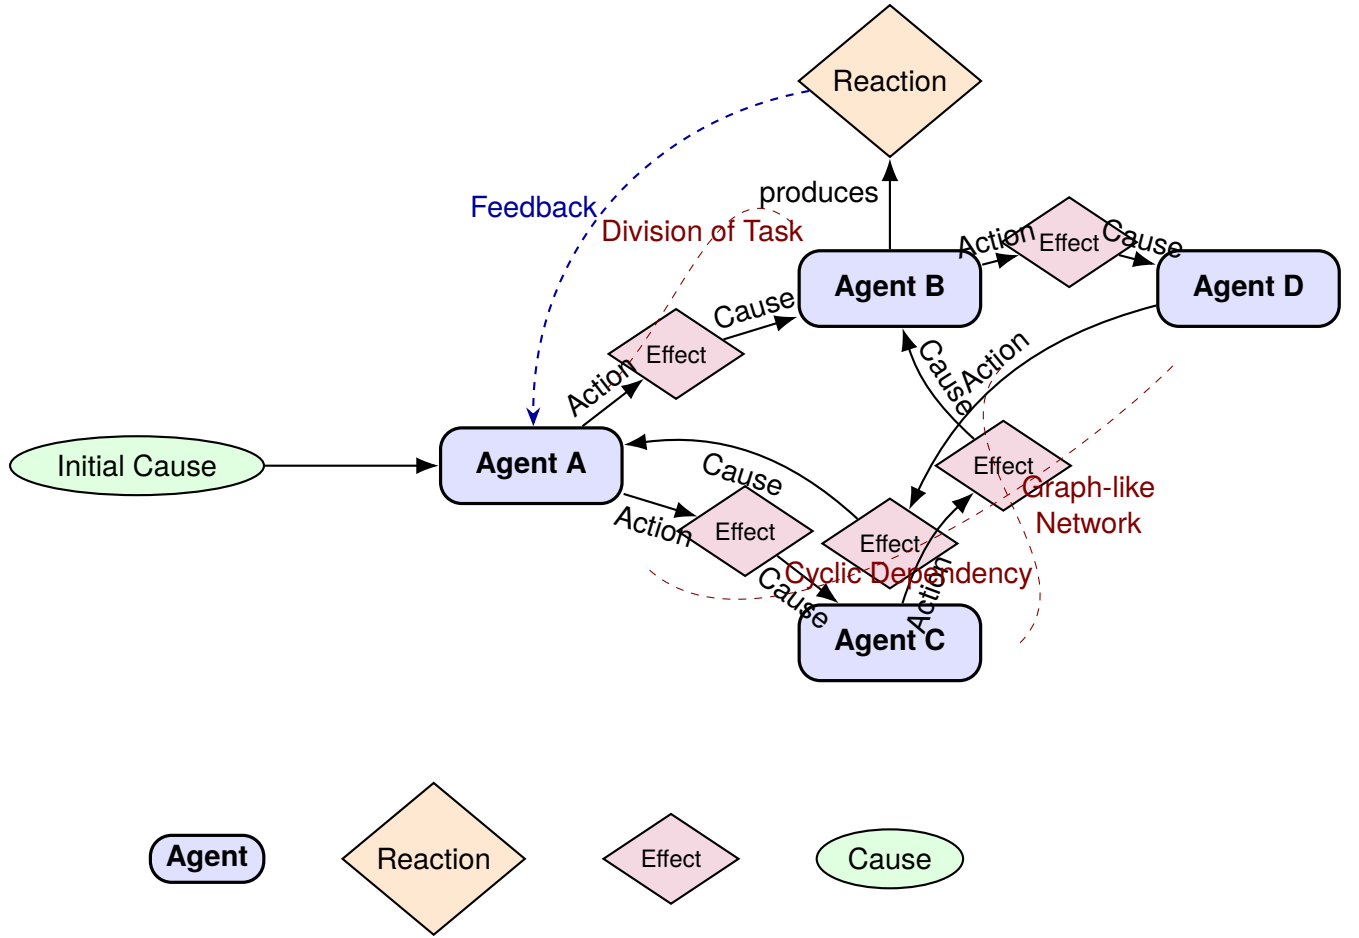 Reaction
produces
Feedback
Division of Task
Action
Effect
Cause
Agent B
Agent D
Cause
Effect
Action
Cause
Action
Initial Cause
Agent A
Cause
Effect
Graph-like
Network
Action
Effect
Effect
Cyclic Dependency
Cause
Action
Agent C
Agent
Reaction
Effect
Cause